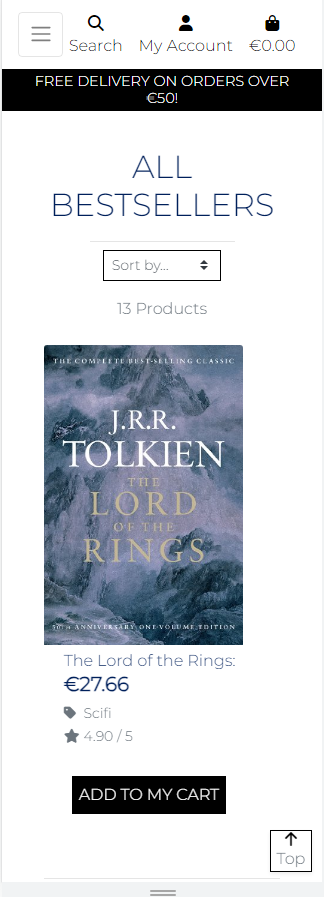 Search My Account €0.00
FREE DELIVERY ON ORDERS OVER
€50!
ALL
BESTSELLERS
Sort by...
13 Products
THE COMPLETE BEST-SELLING CLASSIC
J.R.R.
TOLKIEN
THE
LORD
OF THE
RINGS
50TH ANNIVERSARY ONE-VOLUME EDITION
The Lord of the Rings:
€27.66
Scifi
4.90 / 5
ADD TO MY CART
Top